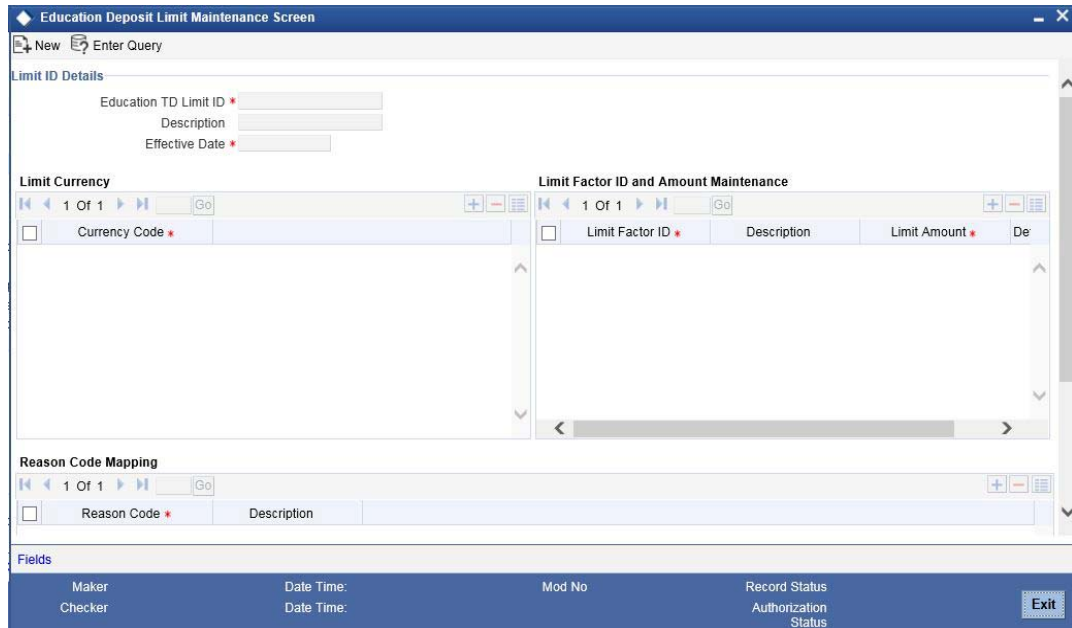 Education Deposit Limit Maintenance Screen
New Enter Query
Limit ID Details
Education TD Limit ID *
Description
Effective Date *
Limit Currency
1 Of 1 Go
Currency Code *
Limit Factor ID and Amount Maintenance
1 Of 1 Go
Limit Factor ID * Description Limit Amount * De
Reason Code Mapping
1 Of 1 Go
Reason Code * Description
Fields
Maker Date Time: Mod No Record Status
Checker Date Time: Authorization
Status
Exit